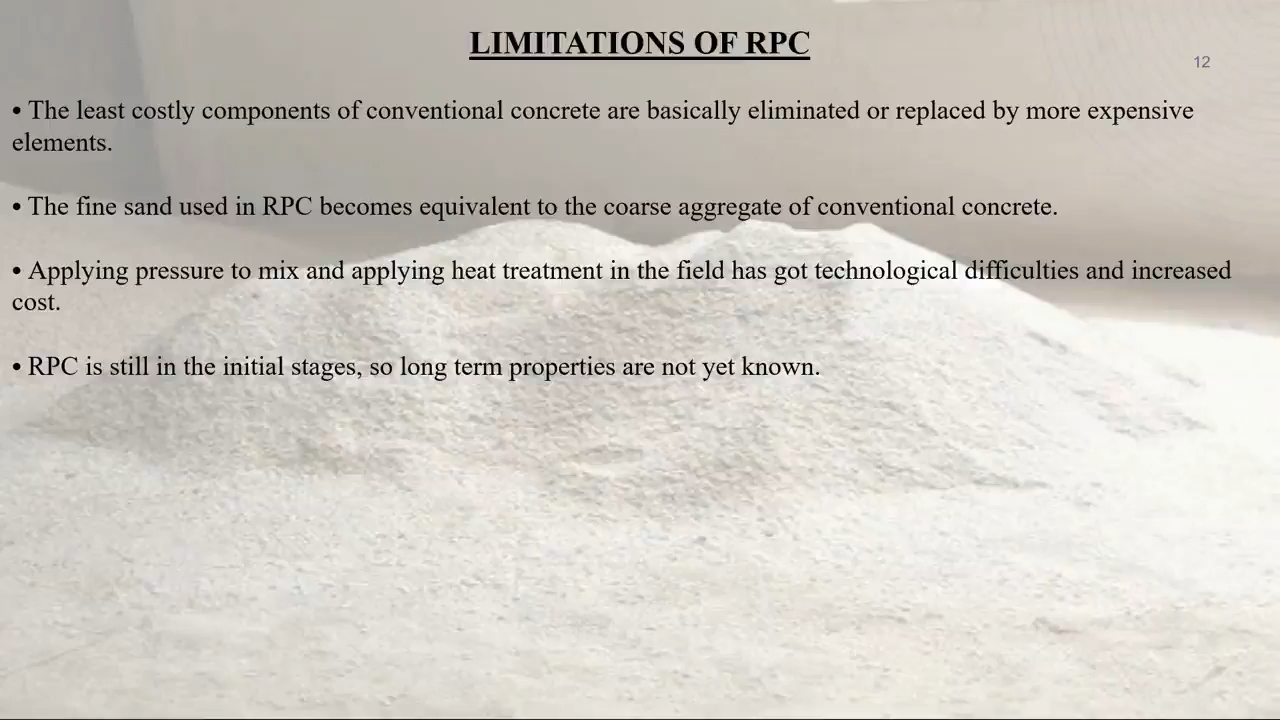 LIMITATIONS OF RPC
12
• The least costly components of conventional concrete are basically eliminated or replaced by more expensive
elements.
• The fine sand used in RPC becomes equivalent to the coarse aggregate of conventional concrete.
• Applying pressure to mix and applying heat treatment in the field has got technological difficulties and increased
cost.
• RPC is still in the initial stages, so long term properties are not yet known.